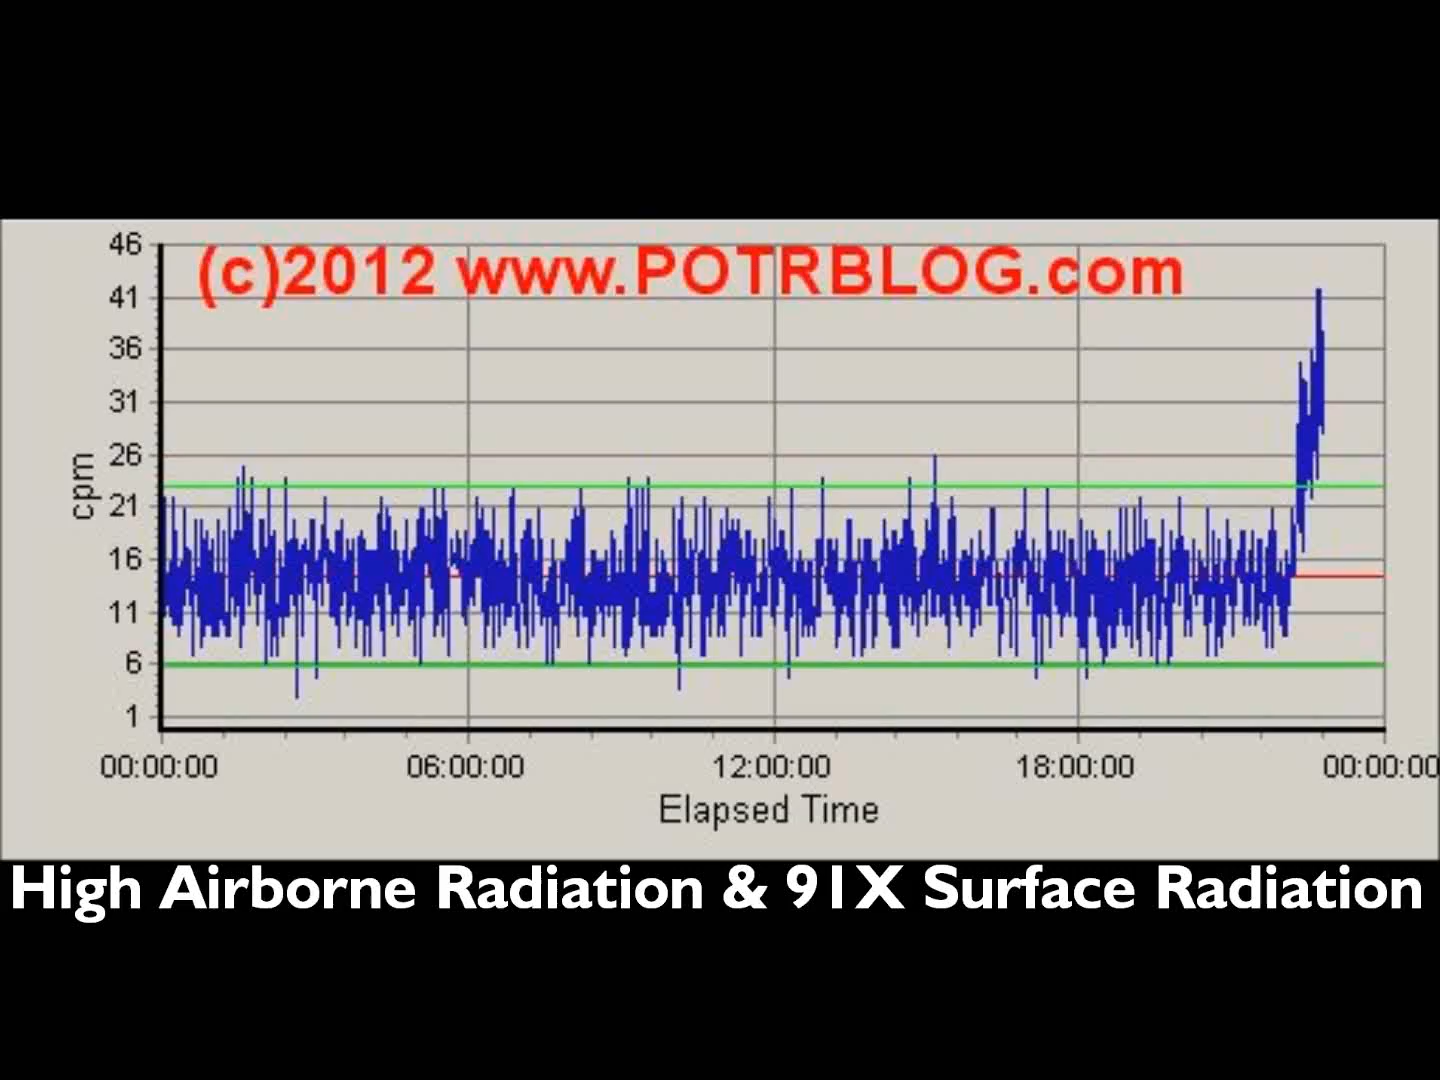 (c)2012 www.POTRBLOG.com
46
41
36
31
26
21
16
11
6
1
cpm
00:00:00 06:00:00 12:00:00 18:00:00 00:00:00
Elapsed Time
High Airborne Radiation & 91X Surface Radiation